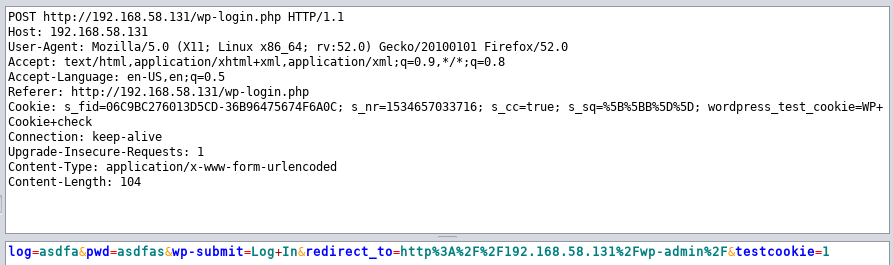 POST http://192.168.58.131/wp-login.php HTTP/1.1
Host: 192.168.58.131
User-Agent: Mozilla/5.0 (X11; Linux x86_64; rv:52.0) Gecko/20100101 Firefox/52.0
Accept: text/html,application/xhtml+xml,application/xml;q=0.9,*/*;q=0.8
Accept-Language: en-US,en;q=0.5
Referer: http://192.168.58.131/wp-login.php
Cookie: s_fid=06C9BC276013D5CD-36B96475674F6A0C; s_nr=1534657033716; s_cc=true; s_sq=%5B%5BB%5D%5D; wordpress_test_cookie=WP+
Cookie+check
Connection: keep-alive
Upgrade-Insecure-Requests: 1
Content-Type: application/x-www-form-urlencoded
Content-Length: 104
log=asdfa&pwd=asdfas&wp-submit=Log+In&redirect_to=http%3A%2F%2F192.168.58.131%2Fwp-admin%2F&testcookie=1